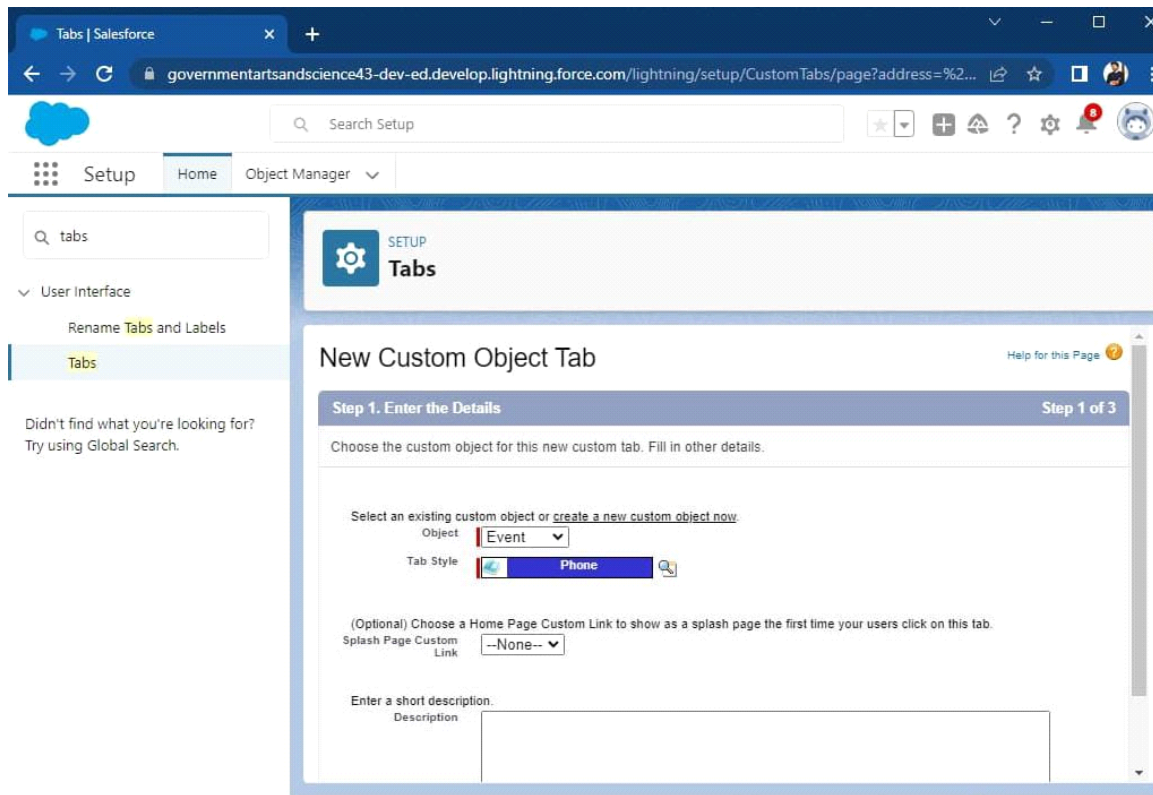 Tabs | Salesforce
governmentartsandscience43-dev-ed.develop.lightning.force.com/lightning/setup/CustomTabs/page?address=%2...
Search Setup
8
Setup
Home
Object Manager
tabs
User Interface
Rename Tabs and Labels
Tabs
Didn't find what you're looking for?
Try using Global Search.
SETUP
Tabs
New Custom Object Tab
Help for this Page
Step 1. Enter the Details Step 1 of 3
Choose the custom object for this new custom tab. Fill in other details.
Select an existing custom object or create a new custom object now.
Object Event
Tab Style Phone
(Optional) Choose a Home Page Custom Link to show as a splash page the first time your users click on this tab.
Splash Page Custom
Link --None--
Enter a short description.
Description